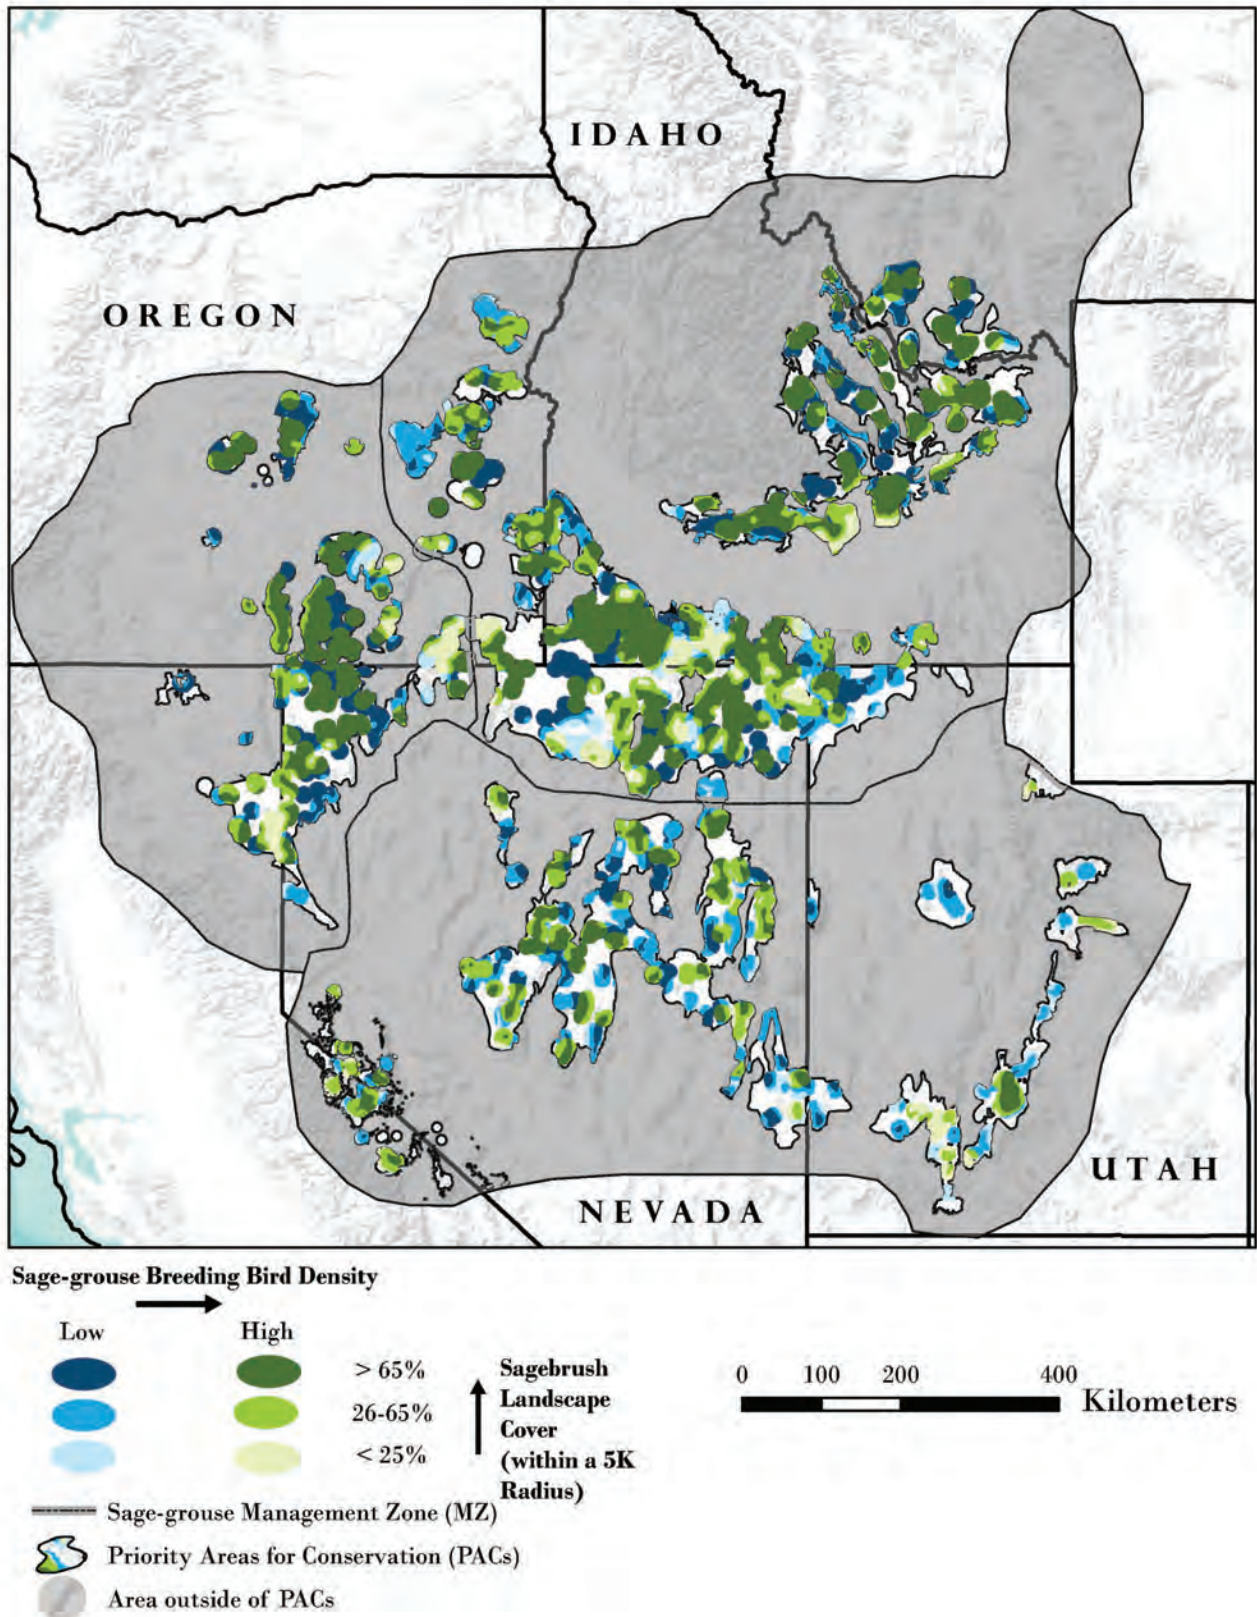 IDAHO
OREGON
UTAH
NEVADA
Sage-grouse Breeding Bird Density
Low High
> 65%
26-65%
< 25%
Sagebrush
Landscape
Cover
(within a 5K
Radius)
0 100 200 400
Kilometers
Sage-grouse Management Zone (MZ)
Priority Areas for Conservation (PACs)
Area outside of PACs